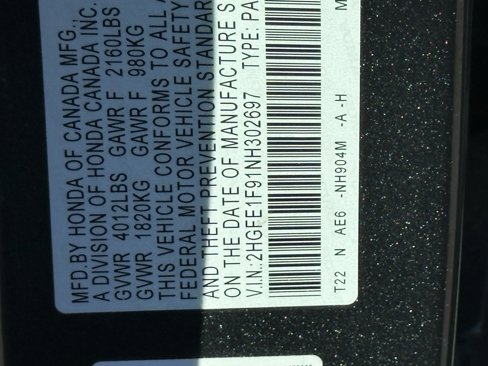 MFD.BY HONDA OF CANADA MFG.,
A DIVISION OF HONDA CANADA INC.
GVWR 4012LBS GAWR F 2160LBS
GVWR 1820KG GAWR F 980KG
THIS VEHICLE CONFORMS TO ALL
FEDERAL MOTOR VEHICLE SAFETY
AND THEFT PREVENTION STANDAR
ON THE DATE OF MANUFACTURE S
V.I.N.:2HGFE1F91NH302697 TYPE: PA
T22 N AE6 -NH904M -A -H M